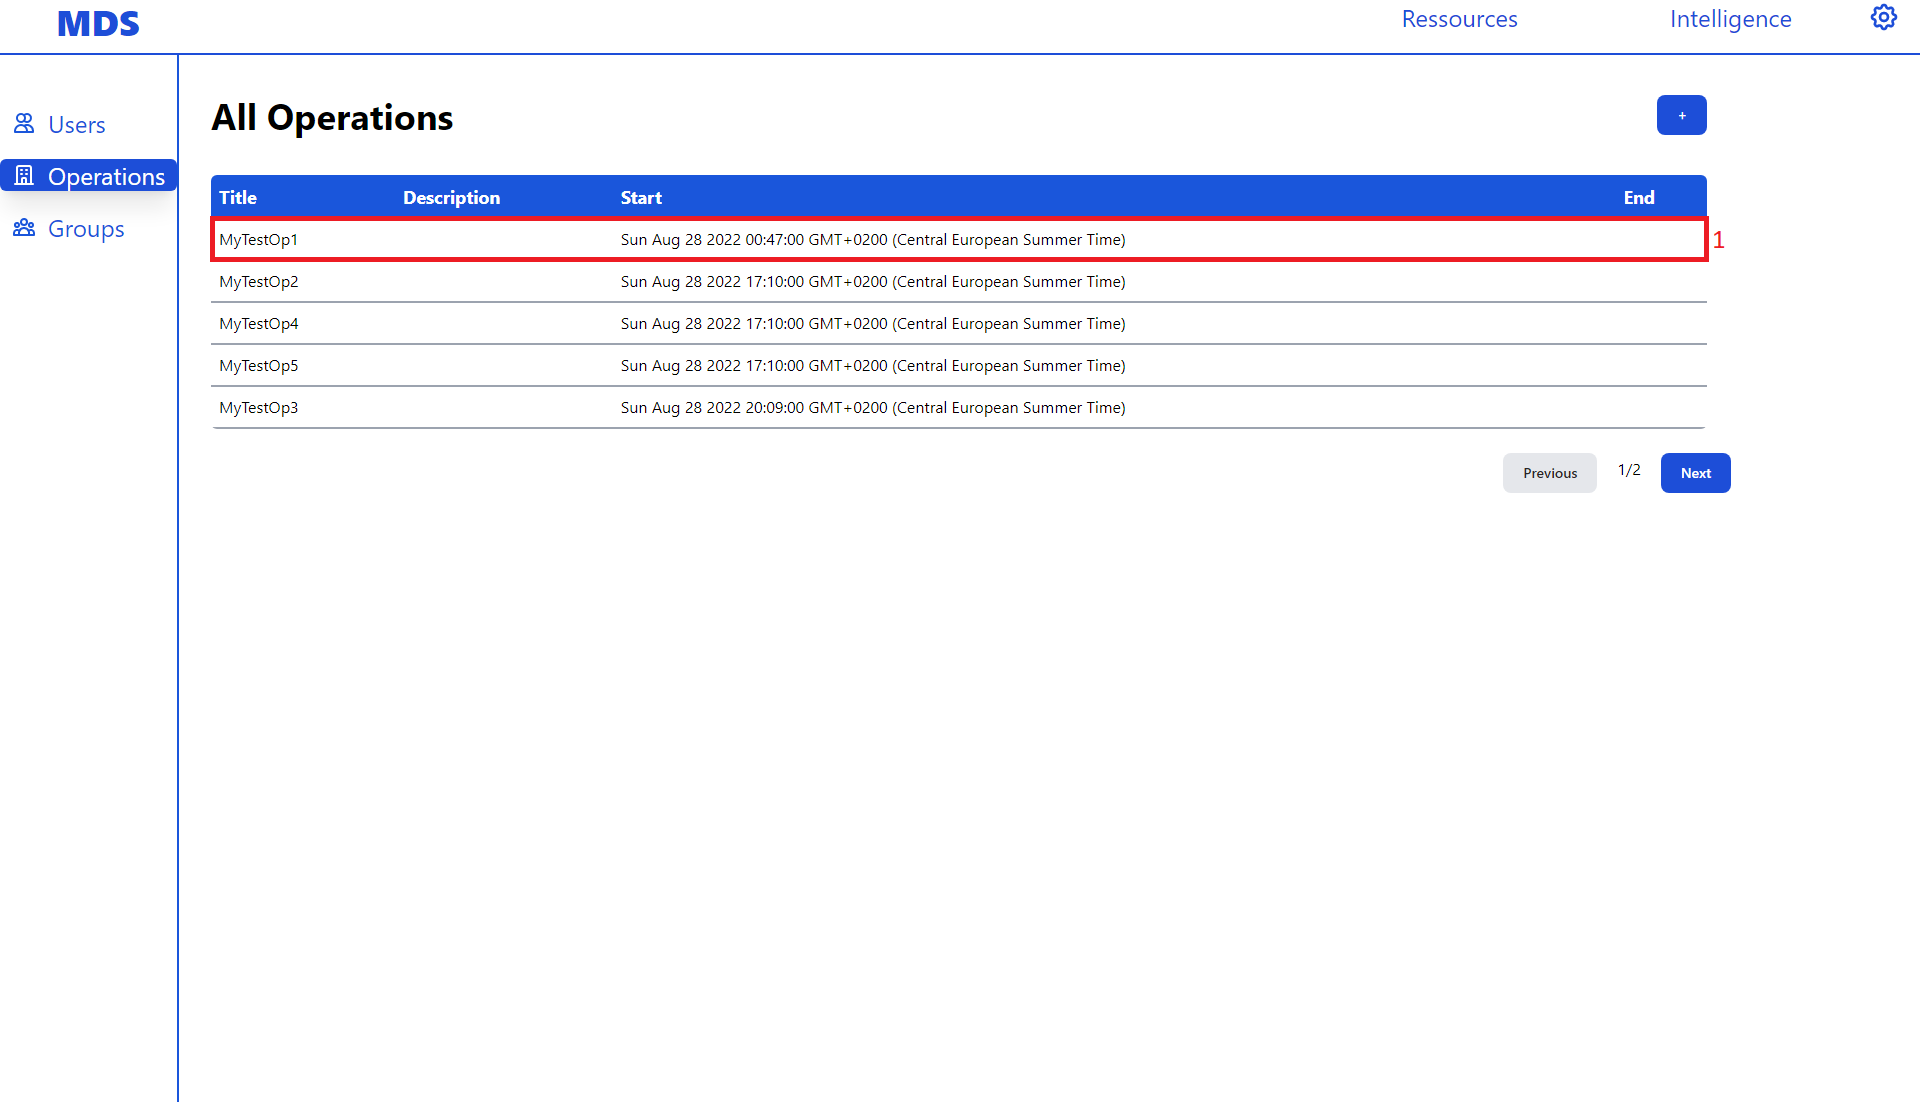 MDS
Ressources
Intelligence
Users
Operations
Groups
All Operations
+
Title Description Start End
MyTestOp1 Sun Aug 28 2022 00:47:00 GMT+0200 (Central European Summer Time)
1
MyTestOp2 Sun Aug 28 2022 17:10:00 GMT+0200 (Central European Summer Time)
MyTestOp4 Sun Aug 28 2022 17:10:00 GMT+0200 (Central European Summer Time)
MyTestOp5 Sun Aug 28 2022 17:10:00 GMT+0200 (Central European Summer Time)
MyTestOp3 Sun Aug 28 2022 20:09:00 GMT+0200 (Central European Summer Time)
Previous 1/2 Next